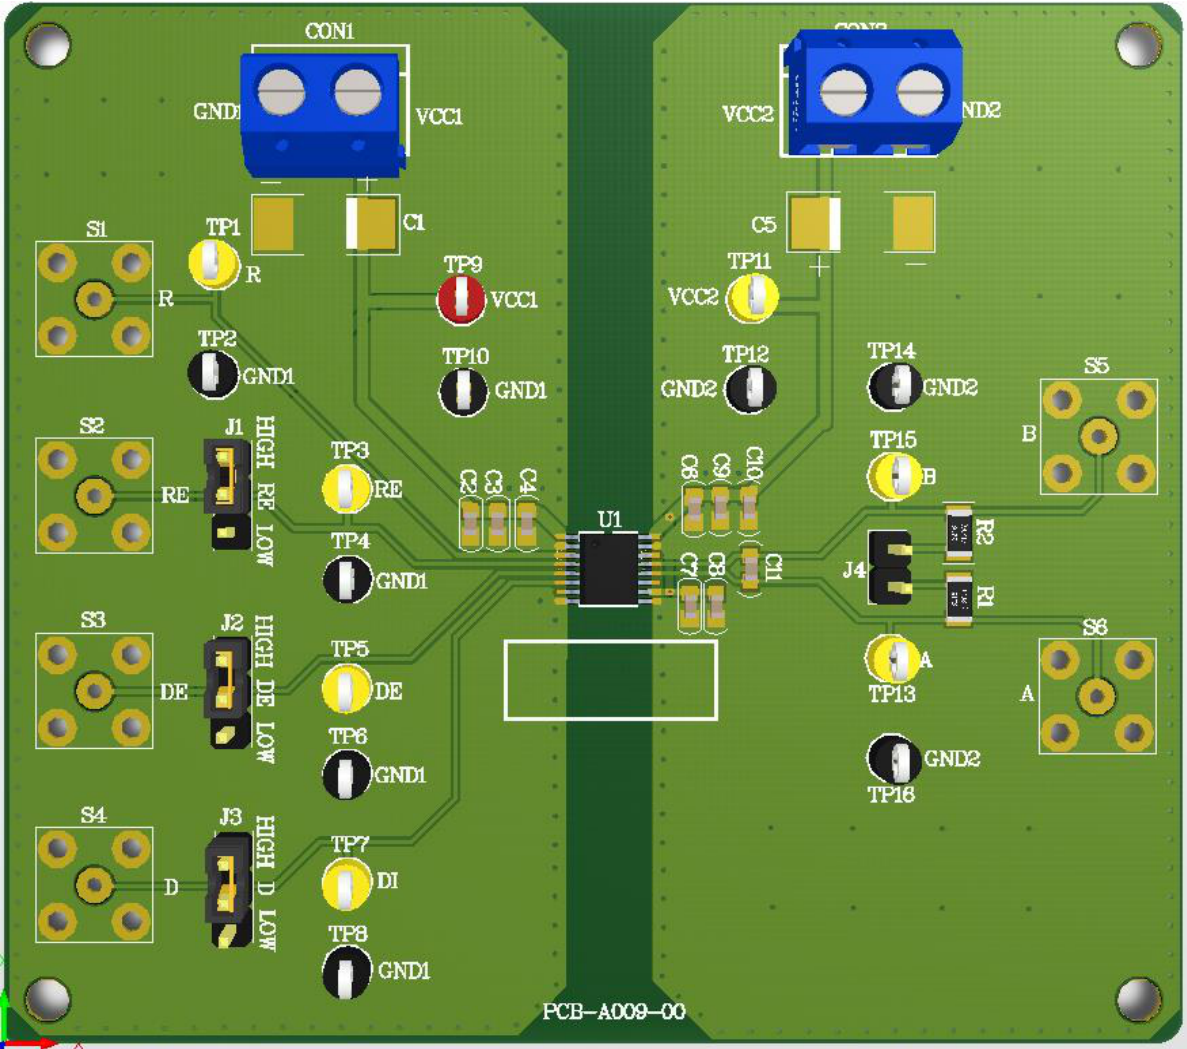 CON1
VCC1
VCC2
ND2
C1
C5
S1
TP1
R
R
TP9
VCC1
TP11
VCC2
TP2
GND1
TP10
GND1
TP12
GND2
TP14
GND2
S5
B
S2
J1
HIGH
RE
LOW
RE
TP3
RE
TP15
B
C2
C3
C4
C6
C9
C10
U1
TP4
GND1
C7
C8
C11
J4
R2
R1
S3
J2
HIGH
DE
LOW
DE
TP5
DE
A
TP13
S6
A
TP6
GND1
GND2
TP16
S4
J3
HIGH
D
LOW
D
TP7
DI
TP8
GND1
PCB-A009-00